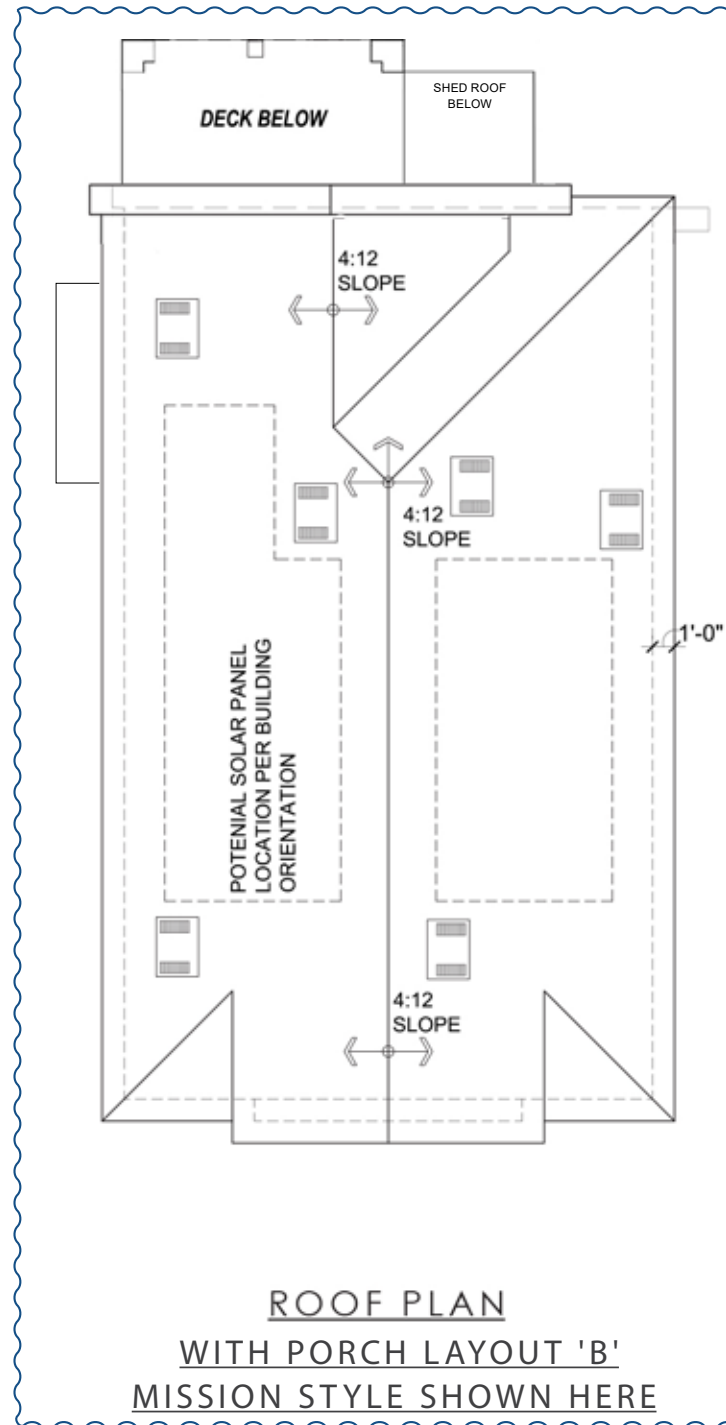 DECK BELOW
SHED ROOF
BELOW
4:12
SLOPE
4:12
SLOPE
1'-0"
POTENIAL SOLAR PANEL
LOCATION PER BUILDING
ORIENTATION
4:12
SLOPE
ROOF PLAN
WITH PORCH LAYOUT 'B'
MISSION STYLE SHOWN HERE